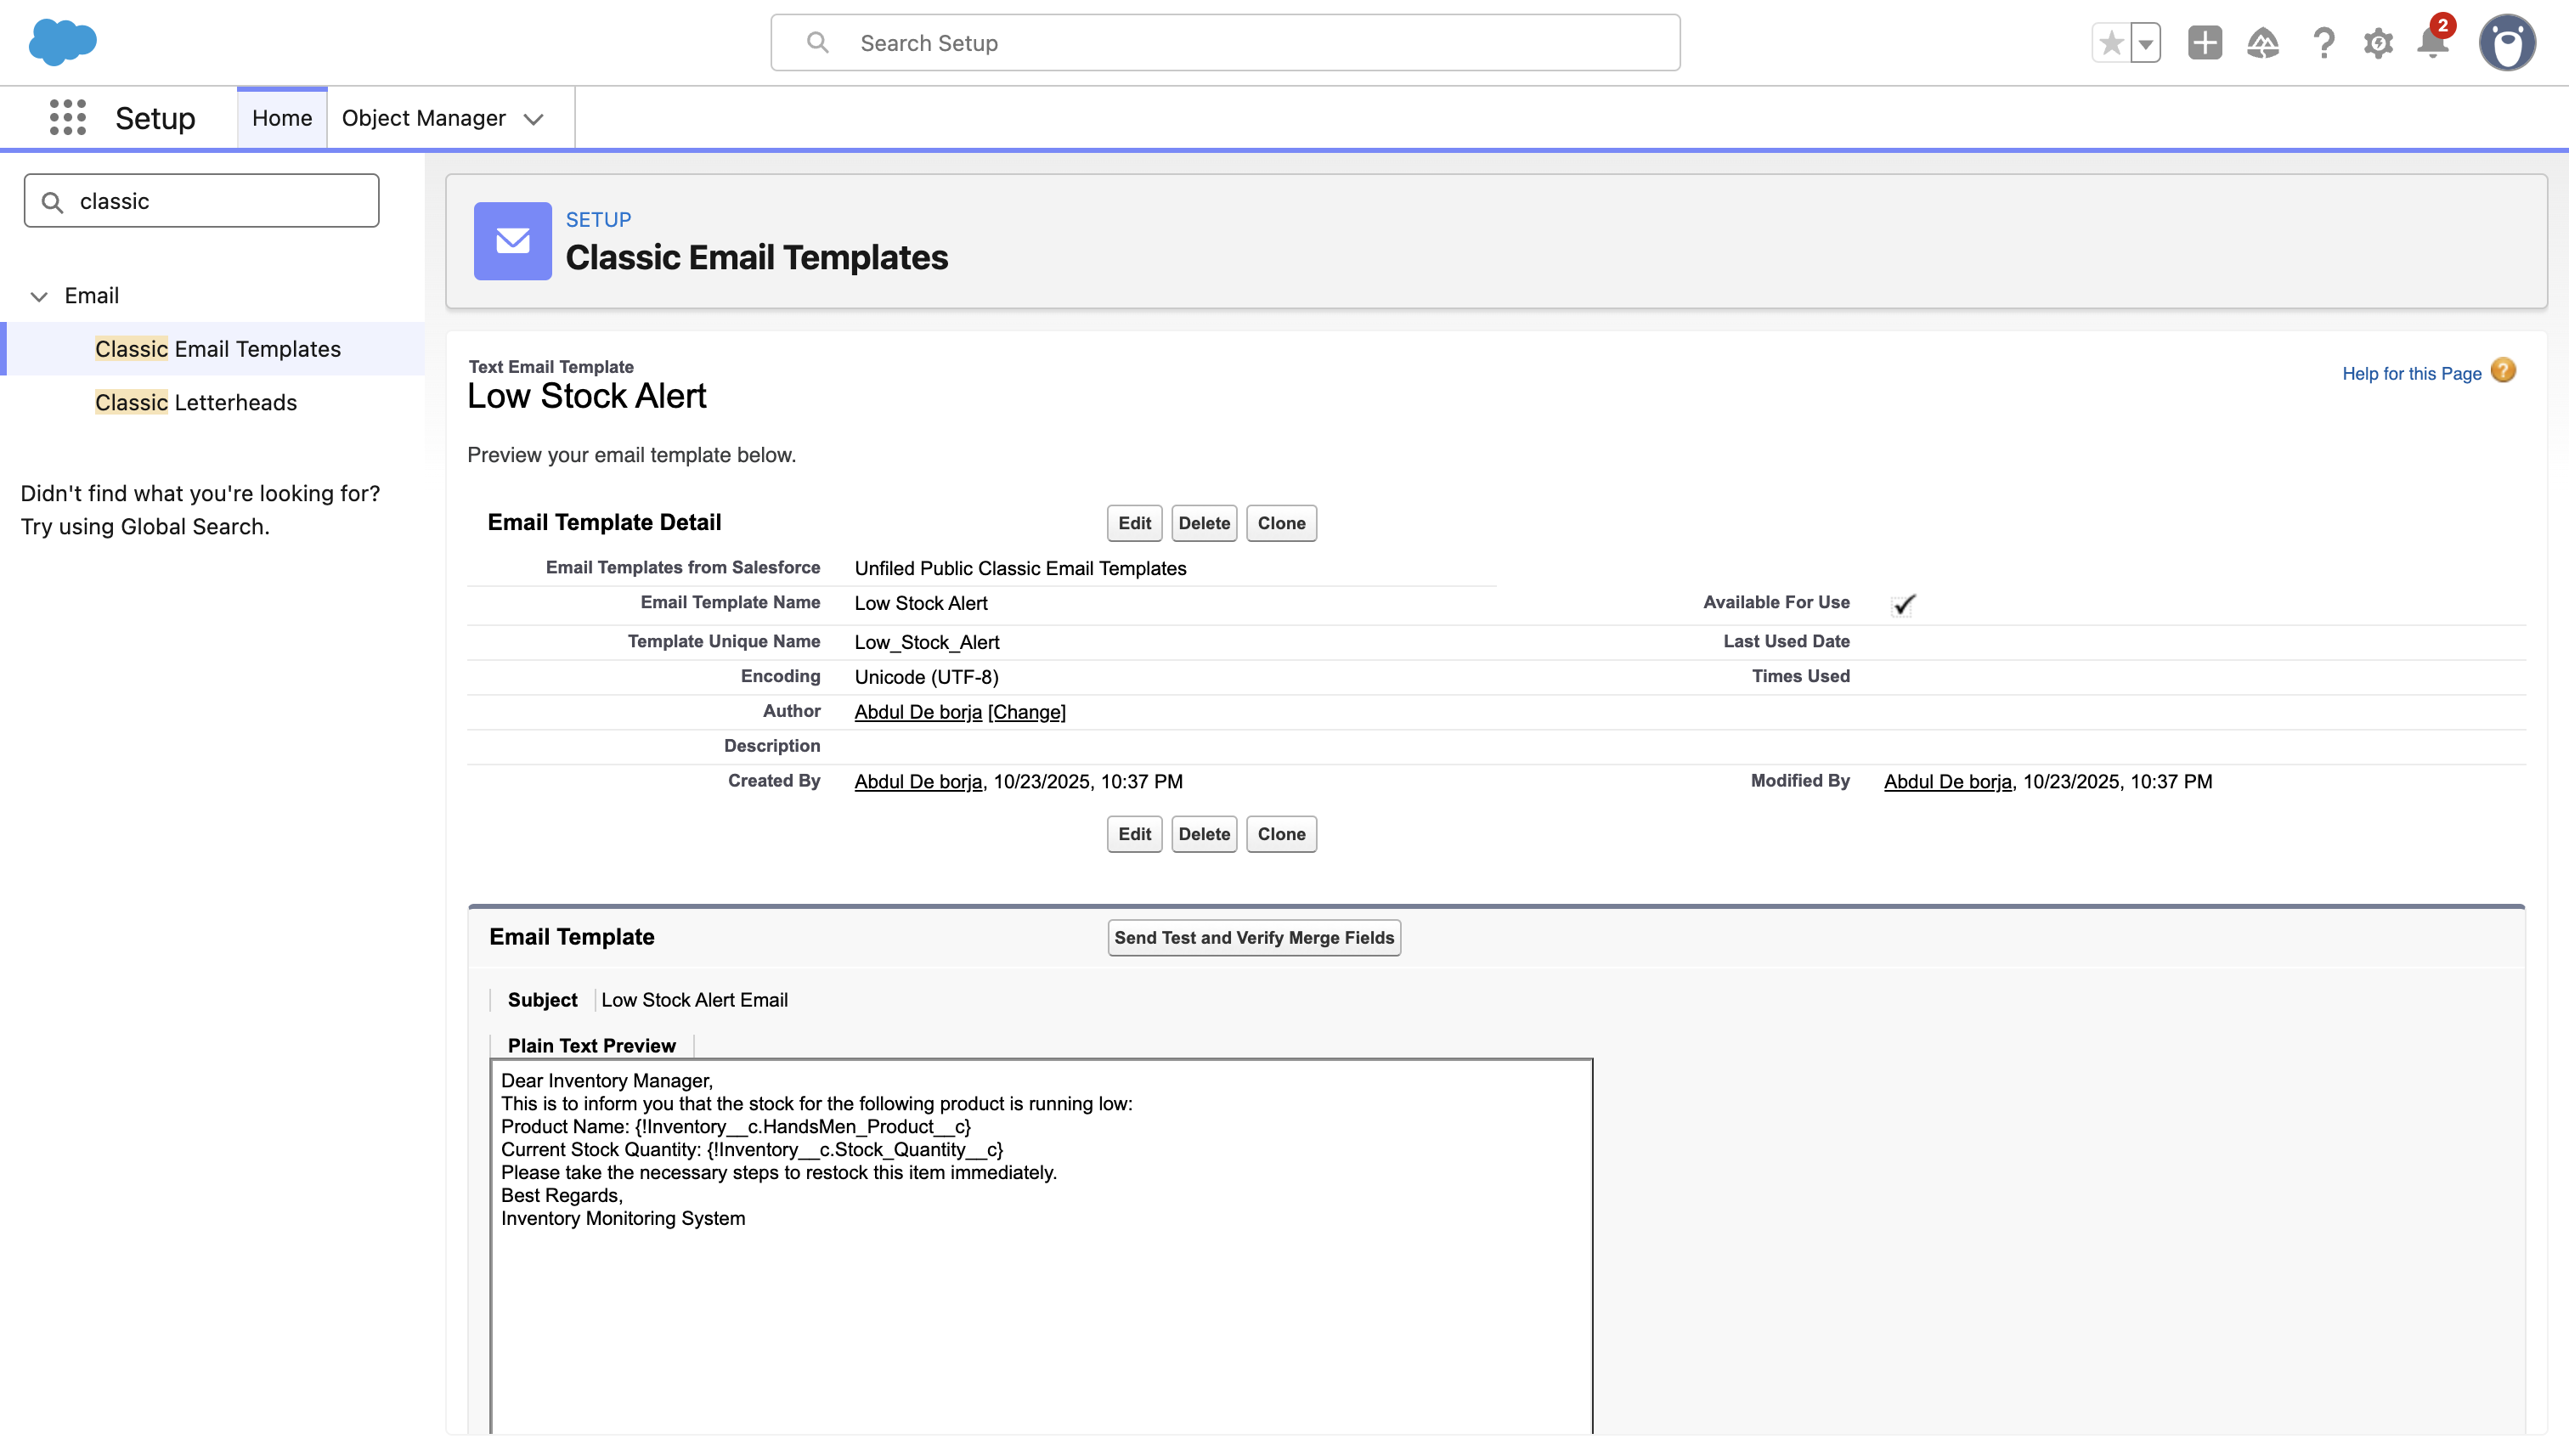 Search Setup
2
Setup
Home
Object Manager
classic
Email
Classic Email Templates
Classic Letterheads
Didn't find what you're looking for?
Try using Global Search.
SETUP
Classic Email Templates
Text Email Template
Low Stock Alert
Help for this Page ?
Preview your email template below.
Email Template Detail
Edit Delete Clone
Email Templates from Salesforce Unfiled Public Classic Email Templates
Email Template Name Low Stock Alert Available For Use
Template Unique Name Low_Stock_Alert Last Used Date
Encoding Unicode (UTF-8) Times Used
Author Abdul De borja [Change]
Description
Created By Abdul De borja, 10/23/2025, 10:37 PM Modified By Abdul De borja, 10/23/2025, 10:37 PM
Edit Delete Clone
Email Template Send Test and Verify Merge Fields
Subject Low Stock Alert Email
Plain Text Preview
Dear Inventory Manager,
This is to inform you that the stock for the following product is running low:
Product Name: {!Inventory__c.HandsMen_Product__c}
Current Stock Quantity: {!Inventory__c.Stock_Quantity__c}
Please take the necessary steps to restock this item immediately.
Best Regards,
Inventory Monitoring System